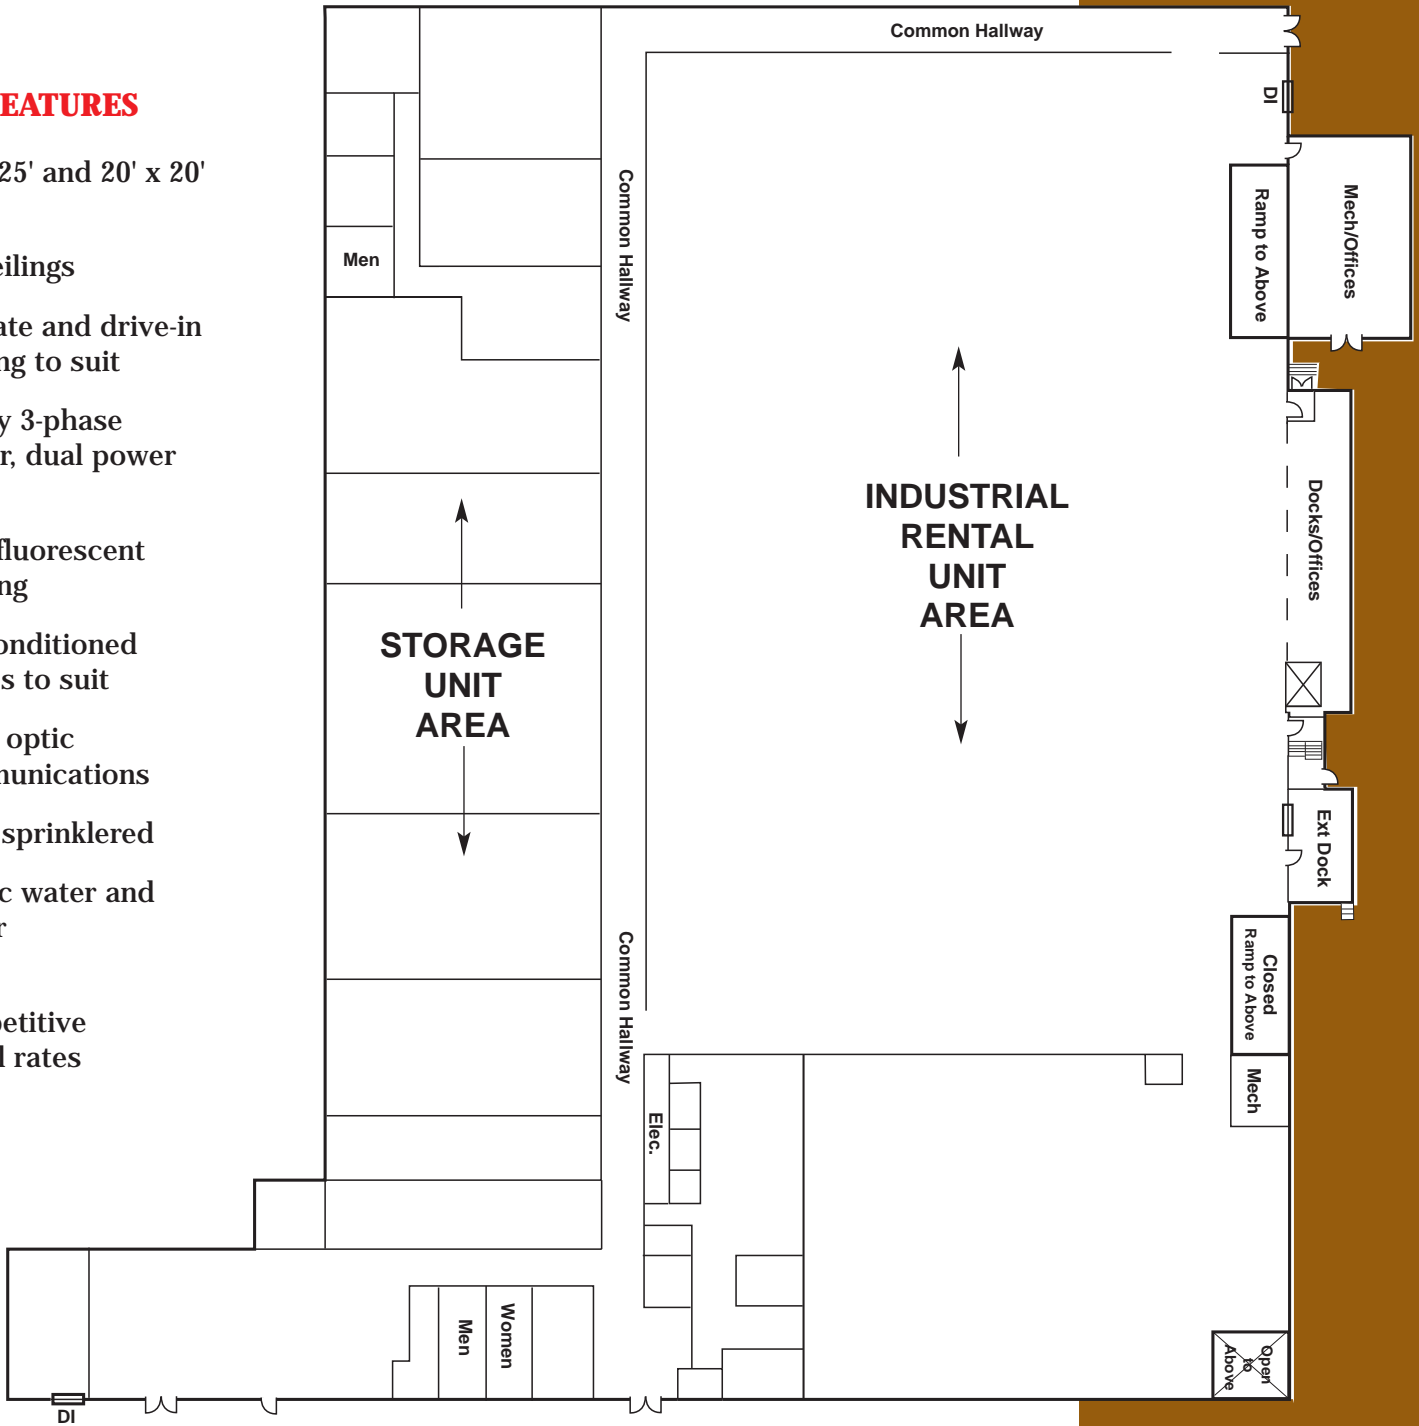 EATURES
25' and 20' x 20'
eilings
ate and drive-in
ng to suit
y 3-phase
r, dual power
fluorescent
ng
onditioned
s to suit
optic
nunications
sprinklered
c water and
r
petitive
l rates
Common Hallway
DI
Mech/Offices
Ramp to Above
Common Hallway
Men
INDUSTRIAL
RENTAL
UNIT
AREA
Docks/Offices
STORAGE
UNIT
AREA
Ext Dock
Common Hallway
Closed
Ramp to Above
Mech
Elec.
Men
Women
Open
to
Above
DI